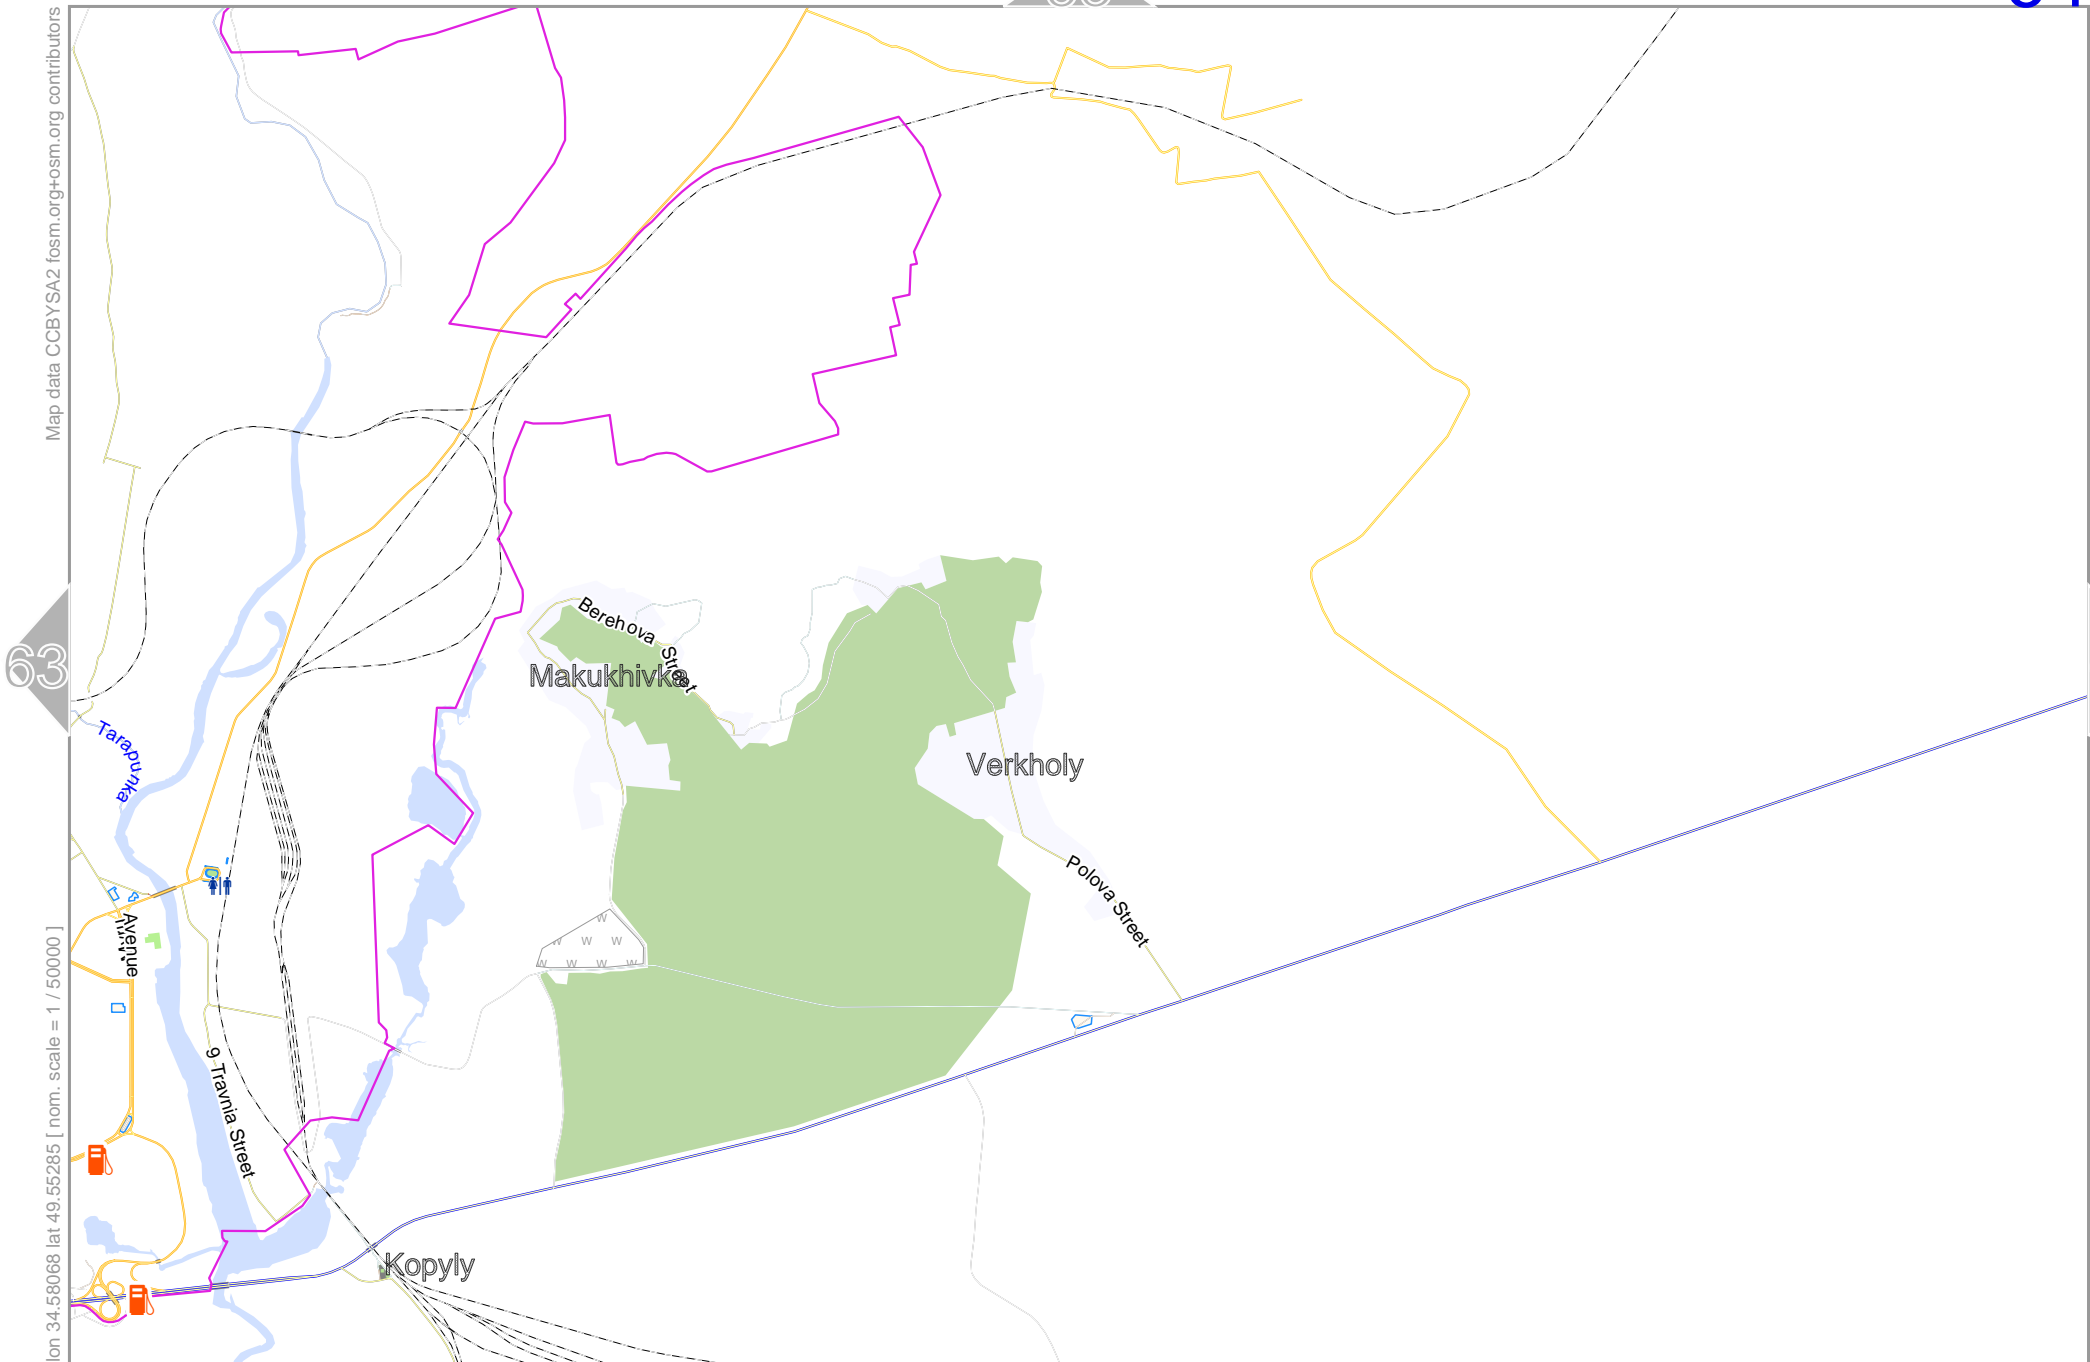 Map data CCBYSA2 fosm.org+osm.org contributors
lon 34.58068 lat 49.55285 [ nom. scale = 1 / 50000 ]
63
Berehova Street
Makukhivka
Tarapunka
Verkholy
Polova Street
Avenue
9 Travnia Street
Kopyly
W W W W
W W W W